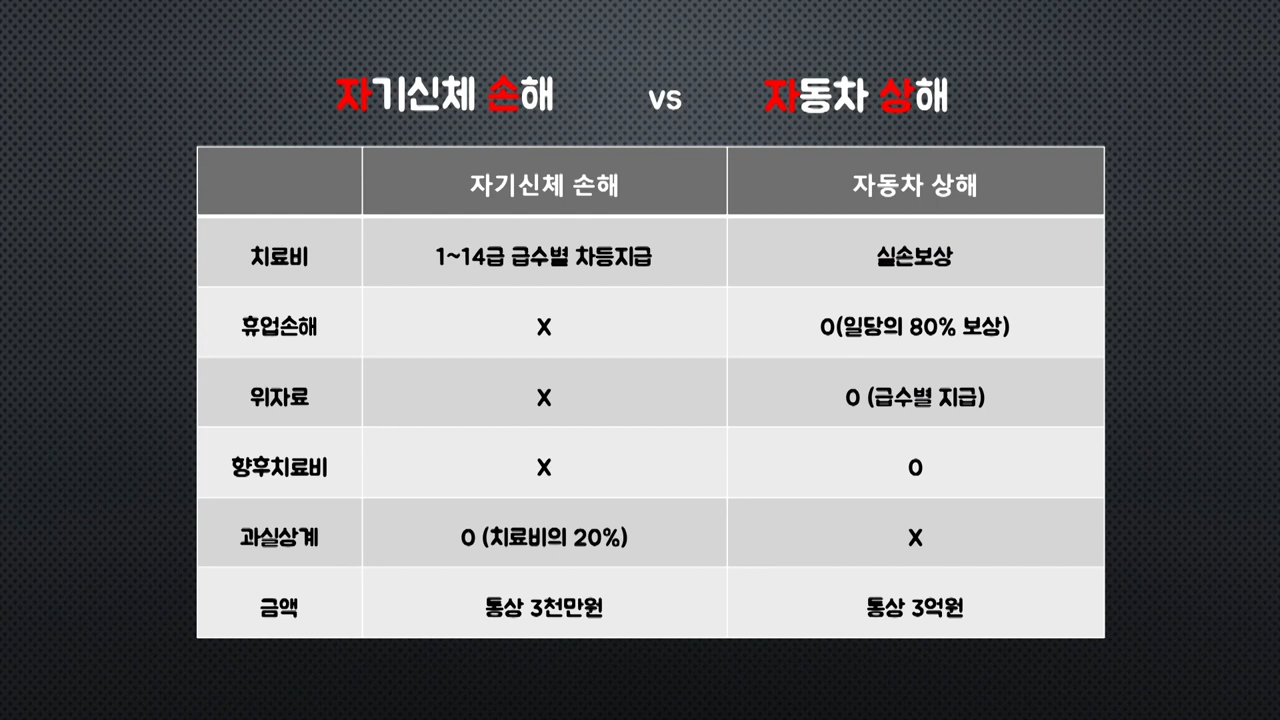 자기신체 손해 vs 자동차 상해
자기신체 손해 자동차 상해
치료비 1~14급 급수별 차등지급 실손보상
휴업손해 X O(일당의 80% 보상)
위자료 X O (급수별 지급)
향후치료비 X O
과실상계 O (치료비의 20%) X
금액 통상 3천만원 통상 3억원